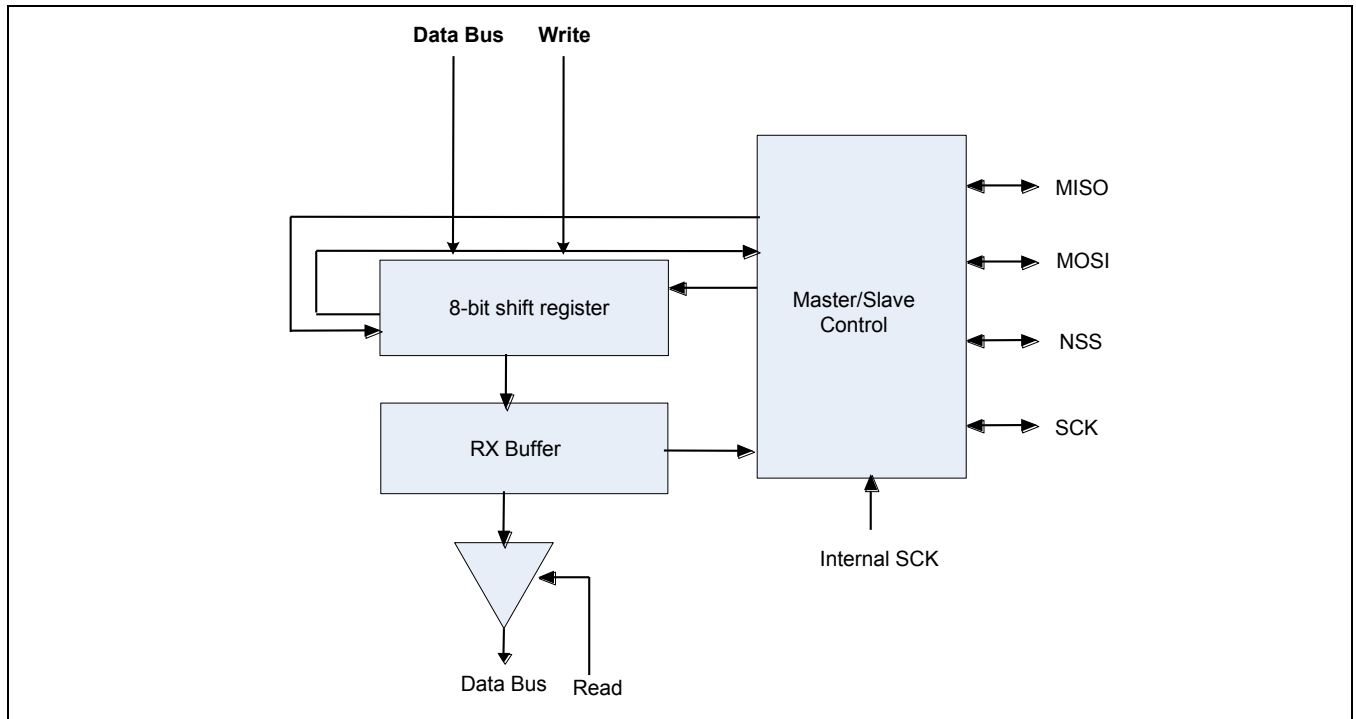 Data Bus
Write
MISO
MOSI
8-bit shift register
Master/Slave
Control
NSS
SCK
RX Buffer
Internal SCK
Data Bus
Read